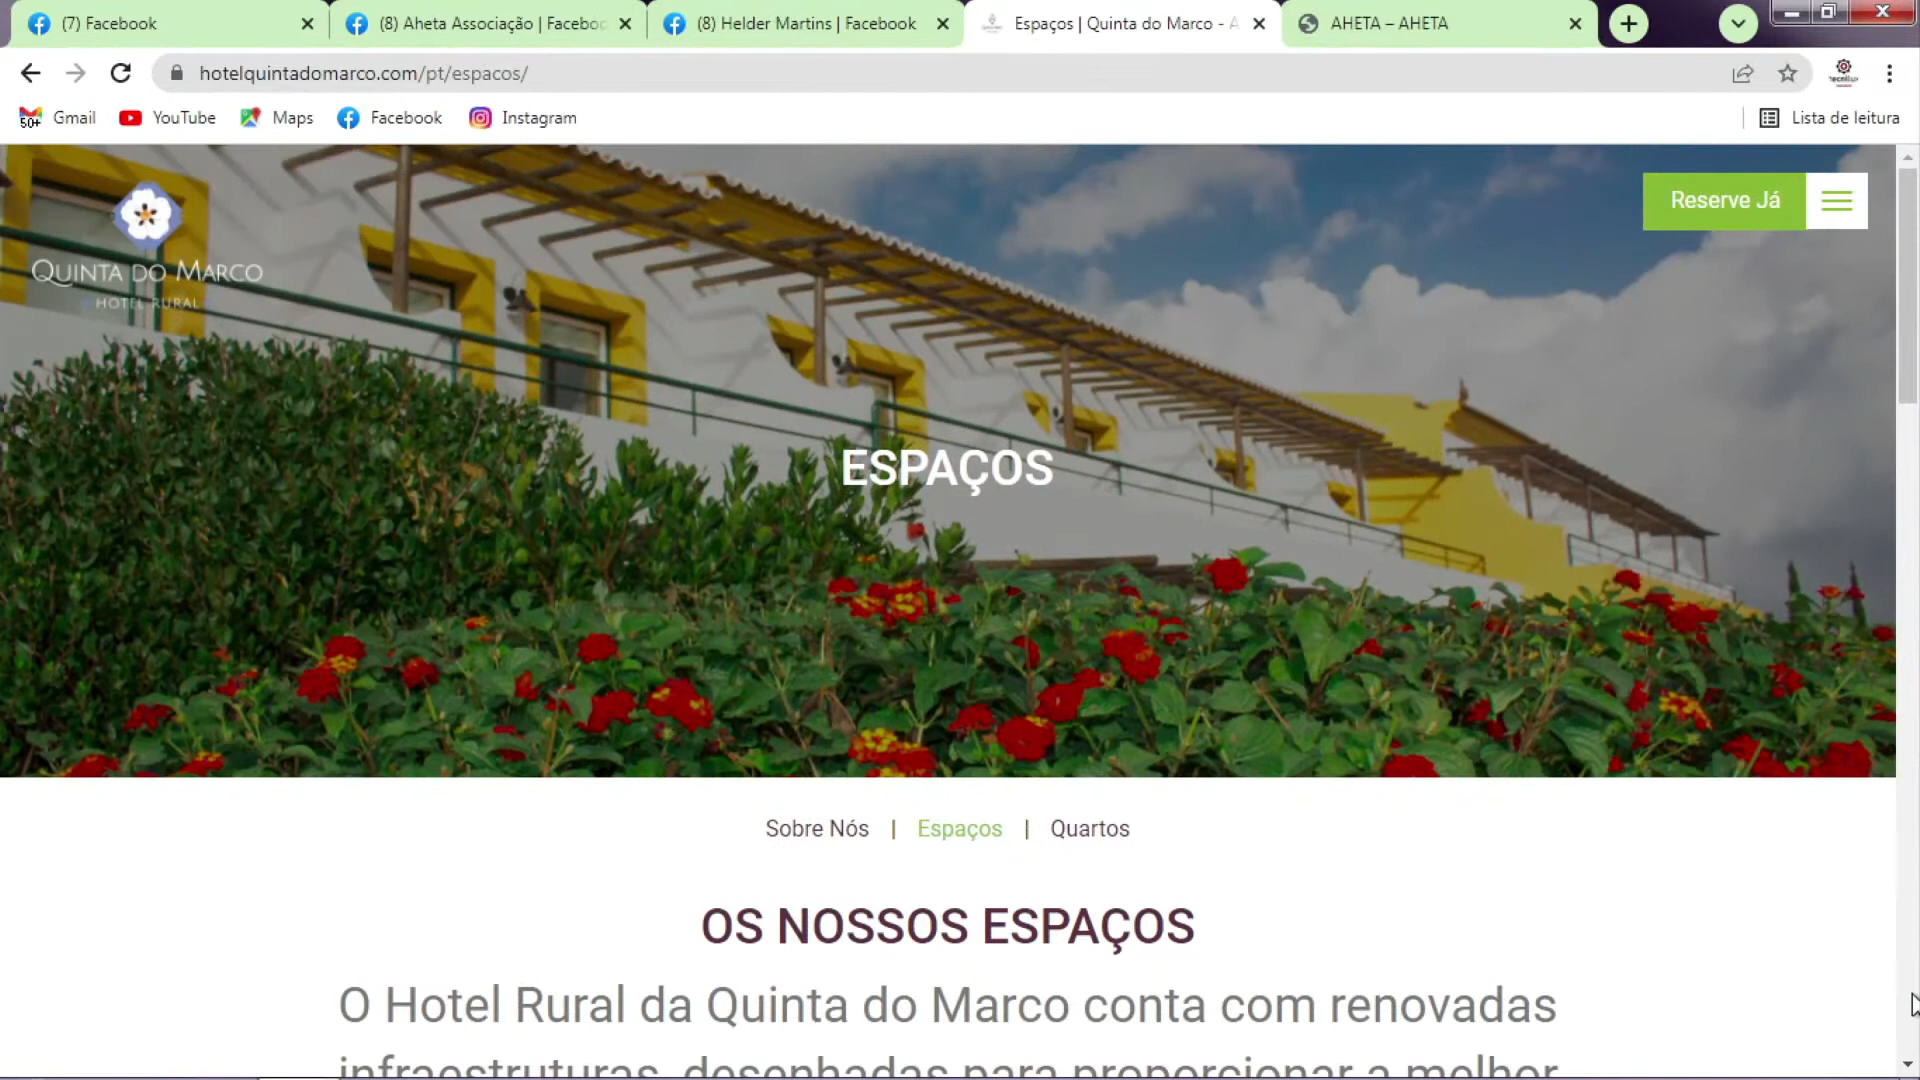 (7) Facebook
(8) Aheta Associação | Faceboo
(8) Helder Martins | Facebook
Espaços | Quinta do Marco - A
AHETA – AHETA
hotelquintadomarco.com/pt/espacos/
50+ Gmail
YouTube
Maps
Facebook
Instagram
Lista de leitura
QUINTA DO MARCO
HOTEL RURAL
Reserve Já
ESPAÇOS
Sobre Nós | Espaços | Quartos
OS NOSSOS ESPAÇOS
O Hotel Rural da Quinta do Marco conta com renovadas
infraestruturas, desenhadas para proporcionar a melhor